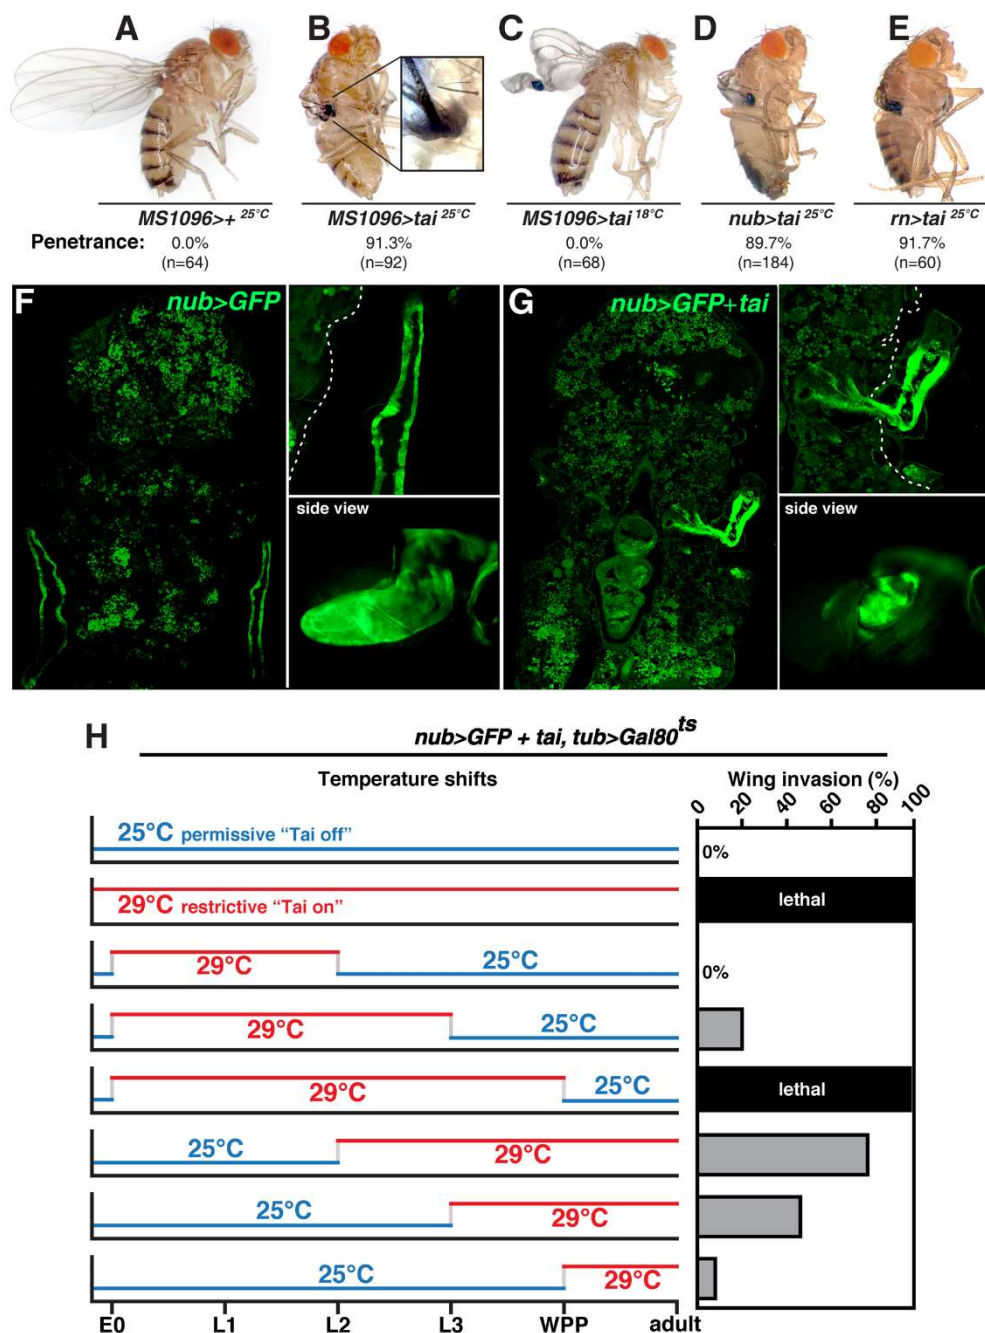 A B C D E
MS1096>+ 25°C MS1096>tai 25°C MS1096>tai 18°C nub>tai 25°C rn>tai 25°C
Penetrance: 0.0% 91.3% 0.0% 89.7% 91.7%
(n=64) (n=92) (n=68) (n=184) (n=60)
F nub>GFP G nub>GFP+tai
side view side view
H nub>GFP + tai, tub>Gal80ts
Temperature shifts Wing invasion (%)
0 20 40 60 80 100
25°C permissive “Tai off” 0%
29°C restrictive “Tai on” lethal
29°C 25°C 0%
29°C 25°C
29°C 25°C lethal
25°C 29°C
25°C 29°C
25°C 29°C
E0 L1 L2 L3 WPP adult